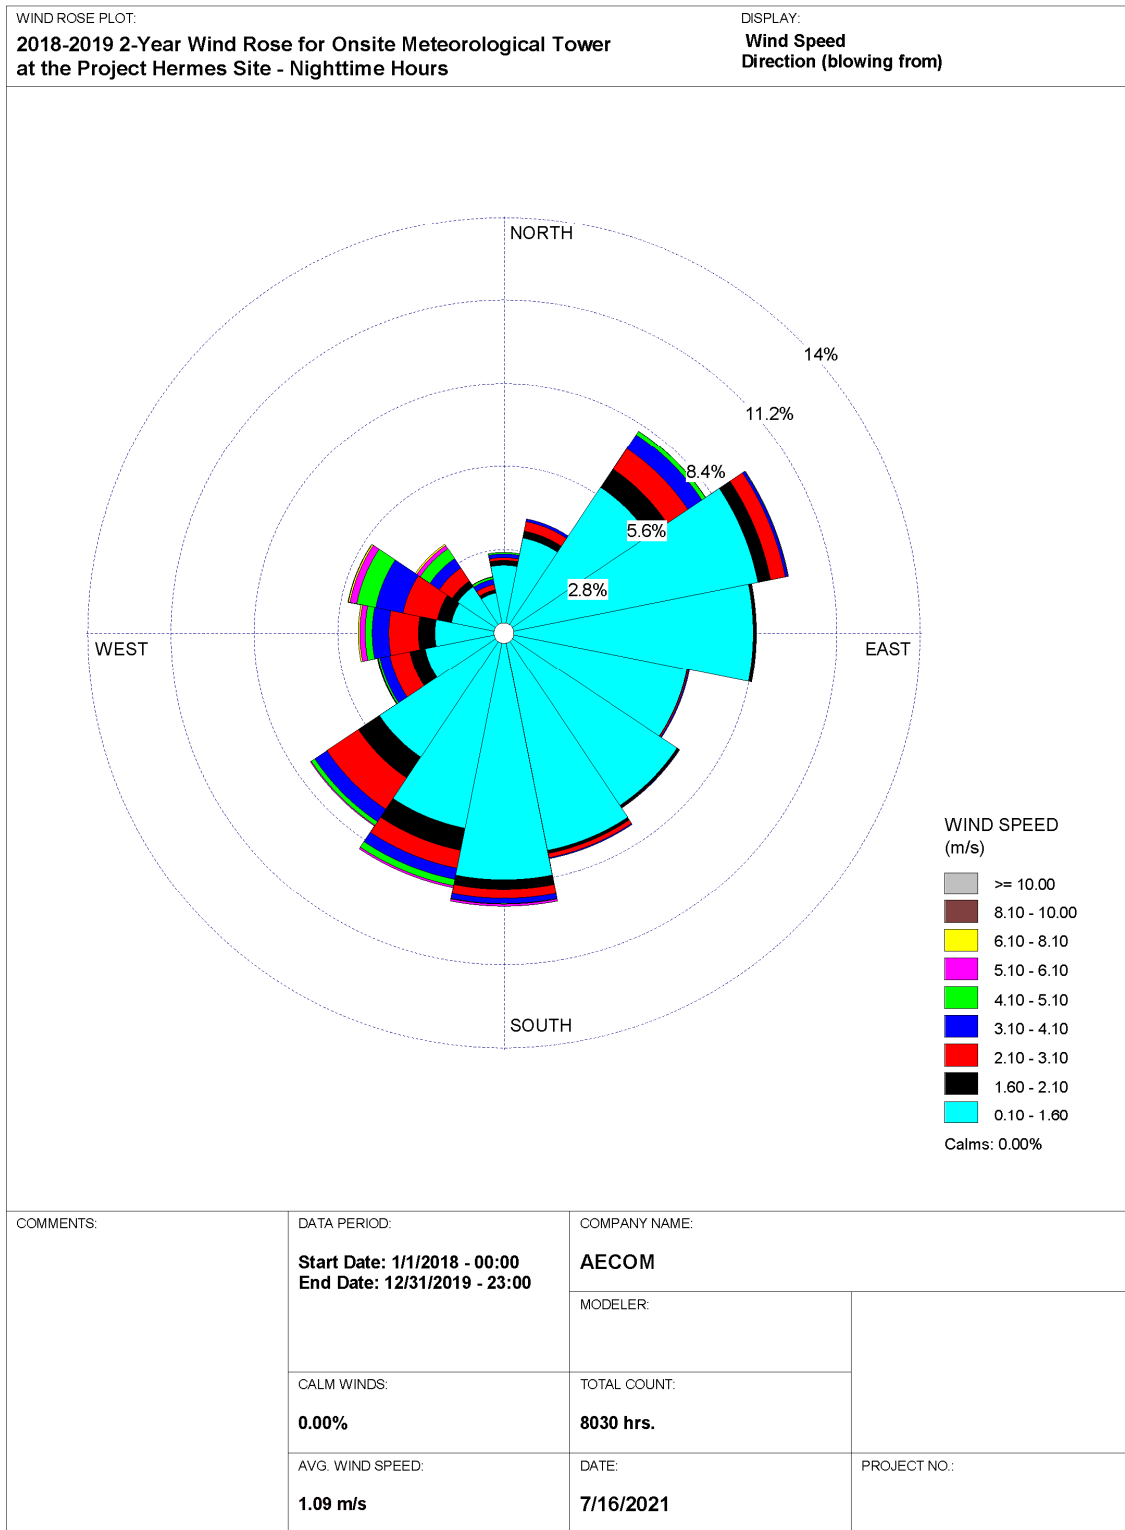 WIND ROSE PLOT:
2018-2019 2-Year Wind Rose for Onsite Meteorological Tower
at the Project Hermes Site - Nighttime Hours
DISPLAY:
Wind Speed
Direction (blowing from)
NORTH
14%
11.2%
8.4%
5.6%
2.8%
WEST
EAST
SOUTH
WIND SPEED
(m/s)
>= 10.00
8.10 - 10.00
6.10 - 8.10
5.10 - 6.10
4.10 - 5.10
3.10 - 4.10
2.10 - 3.10
1.60 - 2.10
0.10 - 1.60
Calms: 0.00%
COMMENTS:
DATA PERIOD:
Start Date: 1/1/2018 - 00:00
End Date: 12/31/2019 - 23:00
COMPANY NAME:
AECOM
MODELER:
CALM WINDS:
0.00%
TOTAL COUNT:
8030 hrs.
AVG. WIND SPEED:
1.09 m/s
DATE:
7/16/2021
PROJECT NO.: